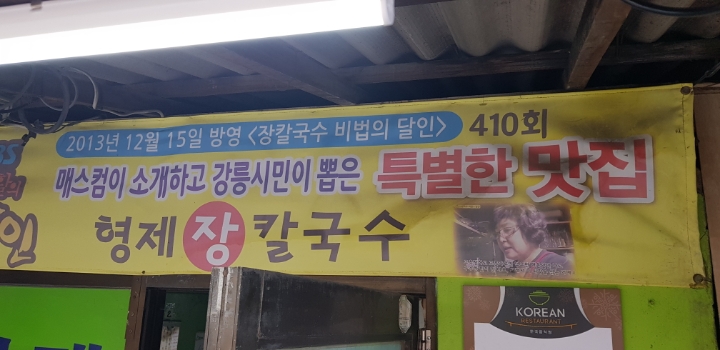 2013년 12월 15일 방영 <장칼국수 비법의 달인> 410회
매스컴이 소개하고 강릉시민이 뽑은 특별한 맛집
형제장칼국수
KOREAN
RESTAURANT